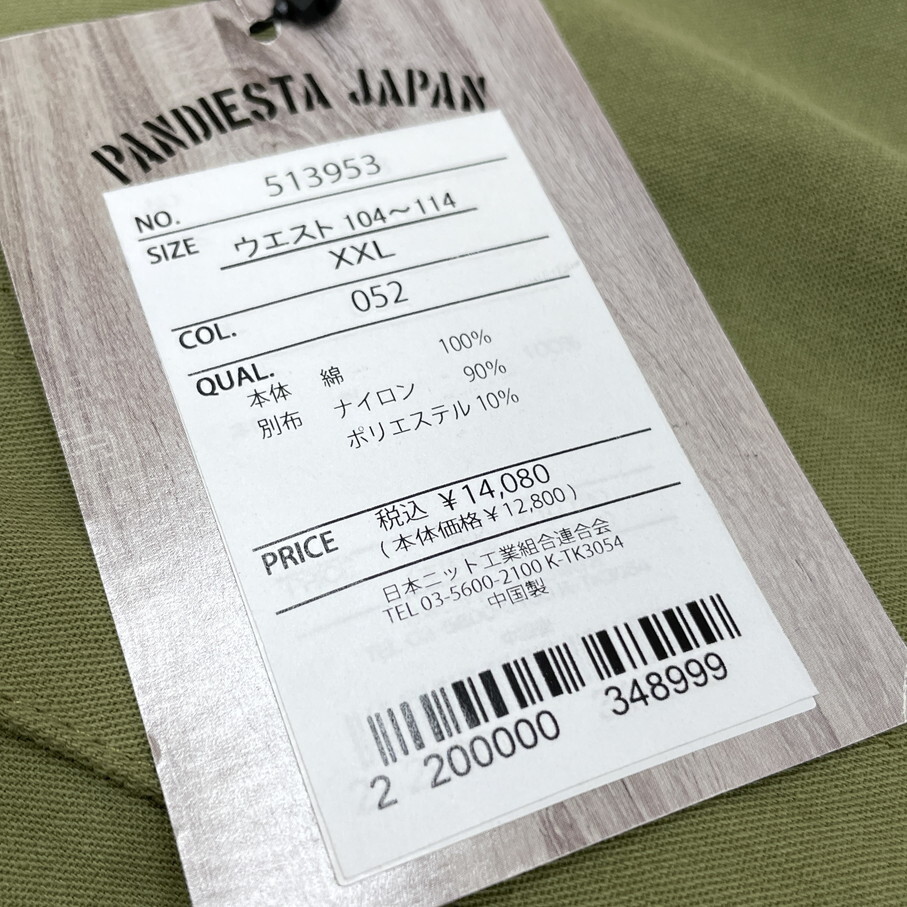 PANDIESTA JAPAN
NO. 513953
SIZE ウエスト 104〜114
XXL
COL. 052
QUAL.
本体 綿 100%
別布 ナイロン 90%
ポリエステル 10%
PRICE 税込 ¥14,080
(本体価格¥12,800)
日本ニット工業組合連合会
TEL 03-5600-2100 K-TK3054
中国製
2 200000 348999